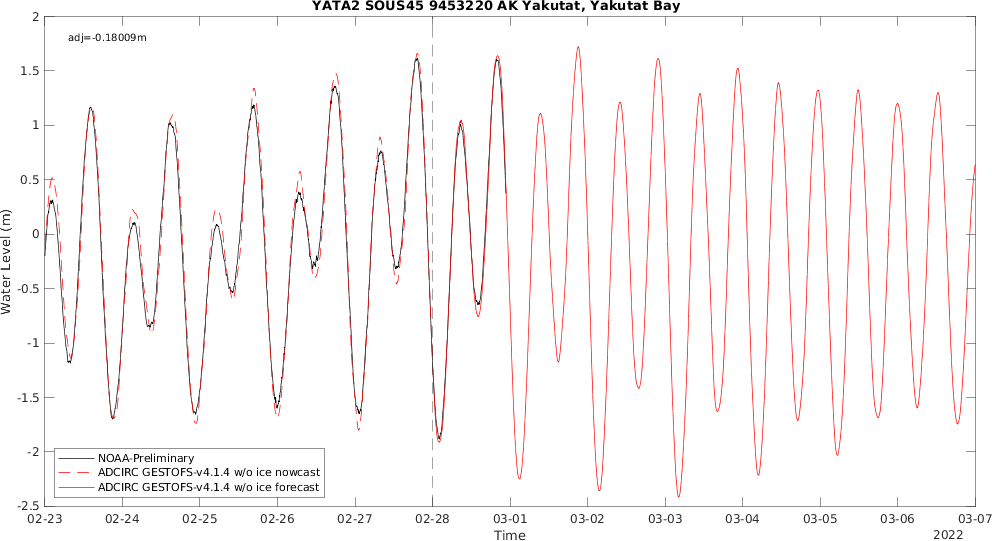 YATA2 SOUS45 9453220 AK Yakutat, Yakutat Bay
adj=-0.18009m
2
1.5
1
0.5
0
-0.5
-1
-1.5
-2
-2.5
Water Level (m)
NOAA-Preliminary
ADCIRC GESTOFS-v4.1.4 w/o ice nowcast
ADCIRC GESTOFS-v4.1.4 w/o ice forecast
02-23 02-24 02-25 02-26 02-27 02-28 03-01 03-02 03-03 03-04 03-05 03-06 03-07
Time
2022